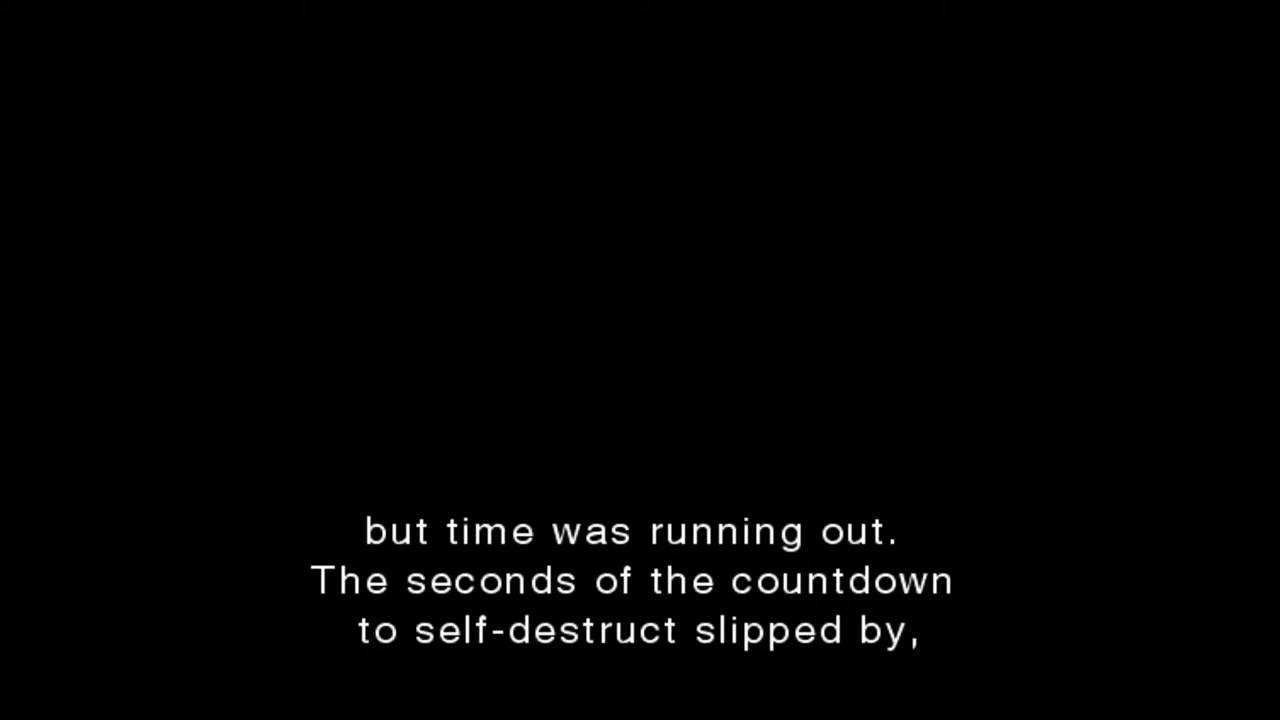 but time was running out.
The seconds of the countdown
to self-destruct slipped by,